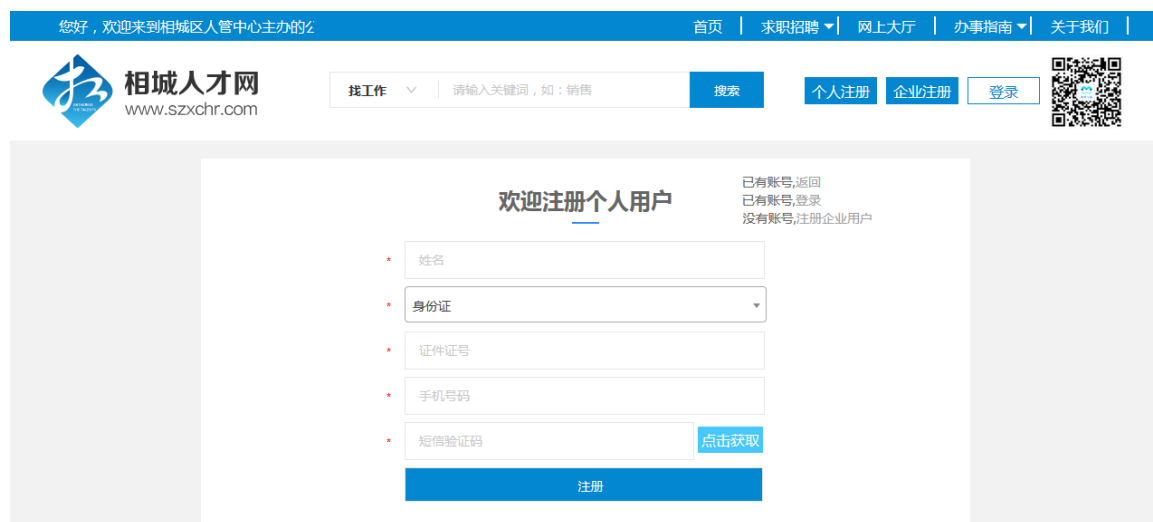 您好，欢迎来到相城区人管中心主办的公
首页 求职招聘 网上大厅 办事指南 关于我们
相城人才网
www.szxchr.com
找工作 请输入关键词，如：销售 搜索
个人注册 企业注册 登录
欢迎注册个人用户
已有账号,返回
已有账号,登录
没有账号,注册企业用户
* 姓名
* 身份证
* 证件证号
* 手机号码
* 短信验证码 点击获取
注册